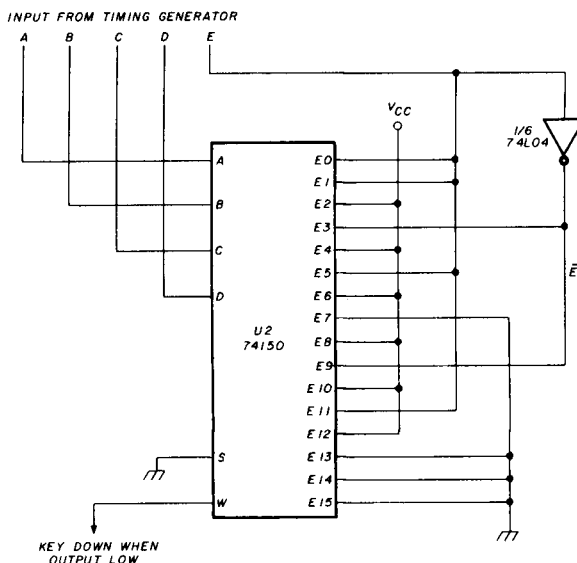 INPUT FROM TIMING GENERATOR
A B C D E
VCC
1/6
74L04
A E0
E1
E2
B E3
E4
C E5
E6
D E7
U2
74150
E8
E9
E10
E11
E12
S E13
E14
W E15
Ē
KEY DOWN WHEN
OUTPUT LOW